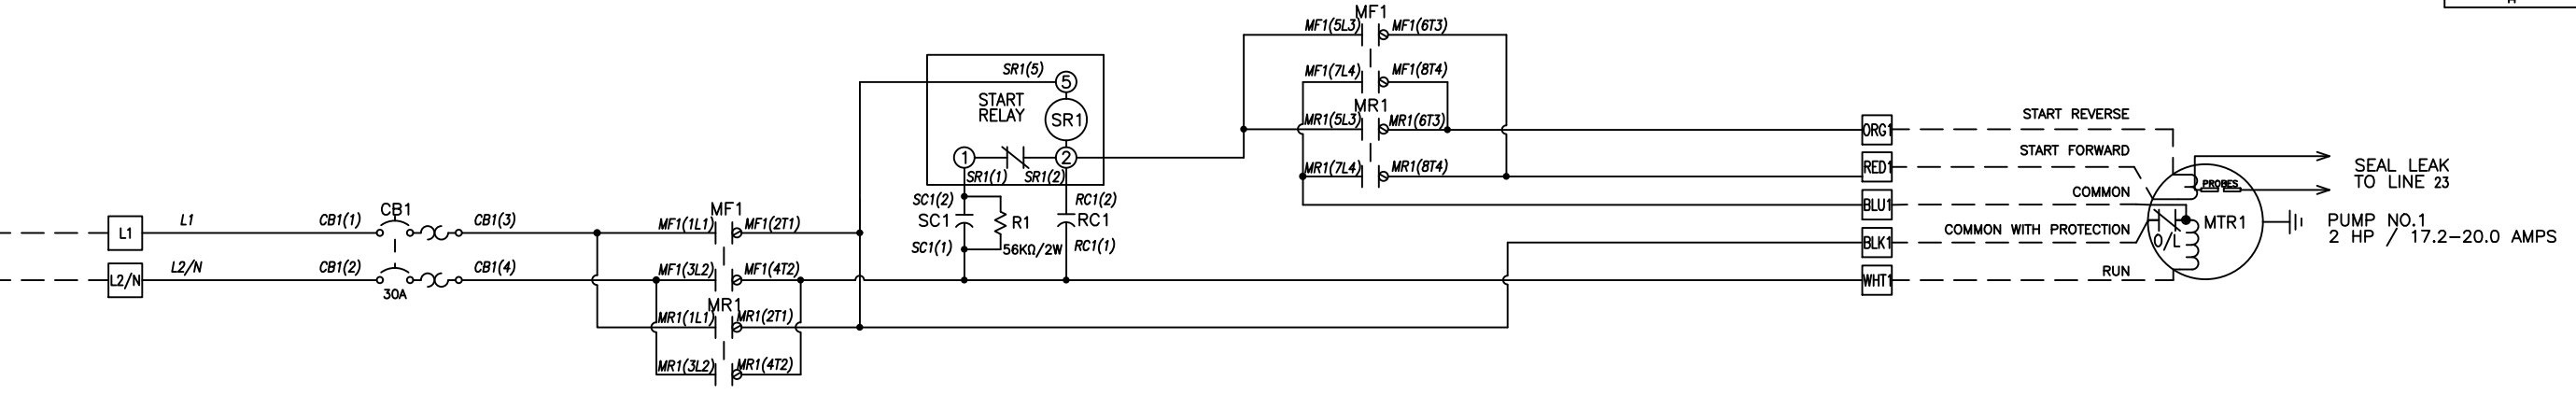 H
MF1
MF1(5L3) MF1(6T3)
SR1(5)
5
MF1(7L4) MF1(8T4)
START
RELAY
SR1
MR1
MR1(5L3) MR1(6T3)
1
2
SR1(1) SR1(2)
MR1(7L4) MR1(8T4)
SC1(2)
SC1
SC1(1)
R1
56KΩ/2W
RC1(2)
RC1
RC1(1)
L1
L1
CB1(1)
CB1
CB1(3)
MF1
MF1(1L1) MF1(2T1)
L2/N
L2/N
CB1(2)
30A
CB1(4)
MF1(3L2) MF1(4T2)
MR1
MR1(1L1) MR1(2T1)
MR1(3L2) MR1(4T2)
ORG1
START REVERSE
RED1
START FORWARD
BLU1
COMMON
BLK1
COMMON WITH PROTECTION
WHT1
RUN
PROBES
O/L
MTR1
SEAL LEAK
TO LINE 23
PUMP NO.1
2 HP / 17.2-20.0 AMPS